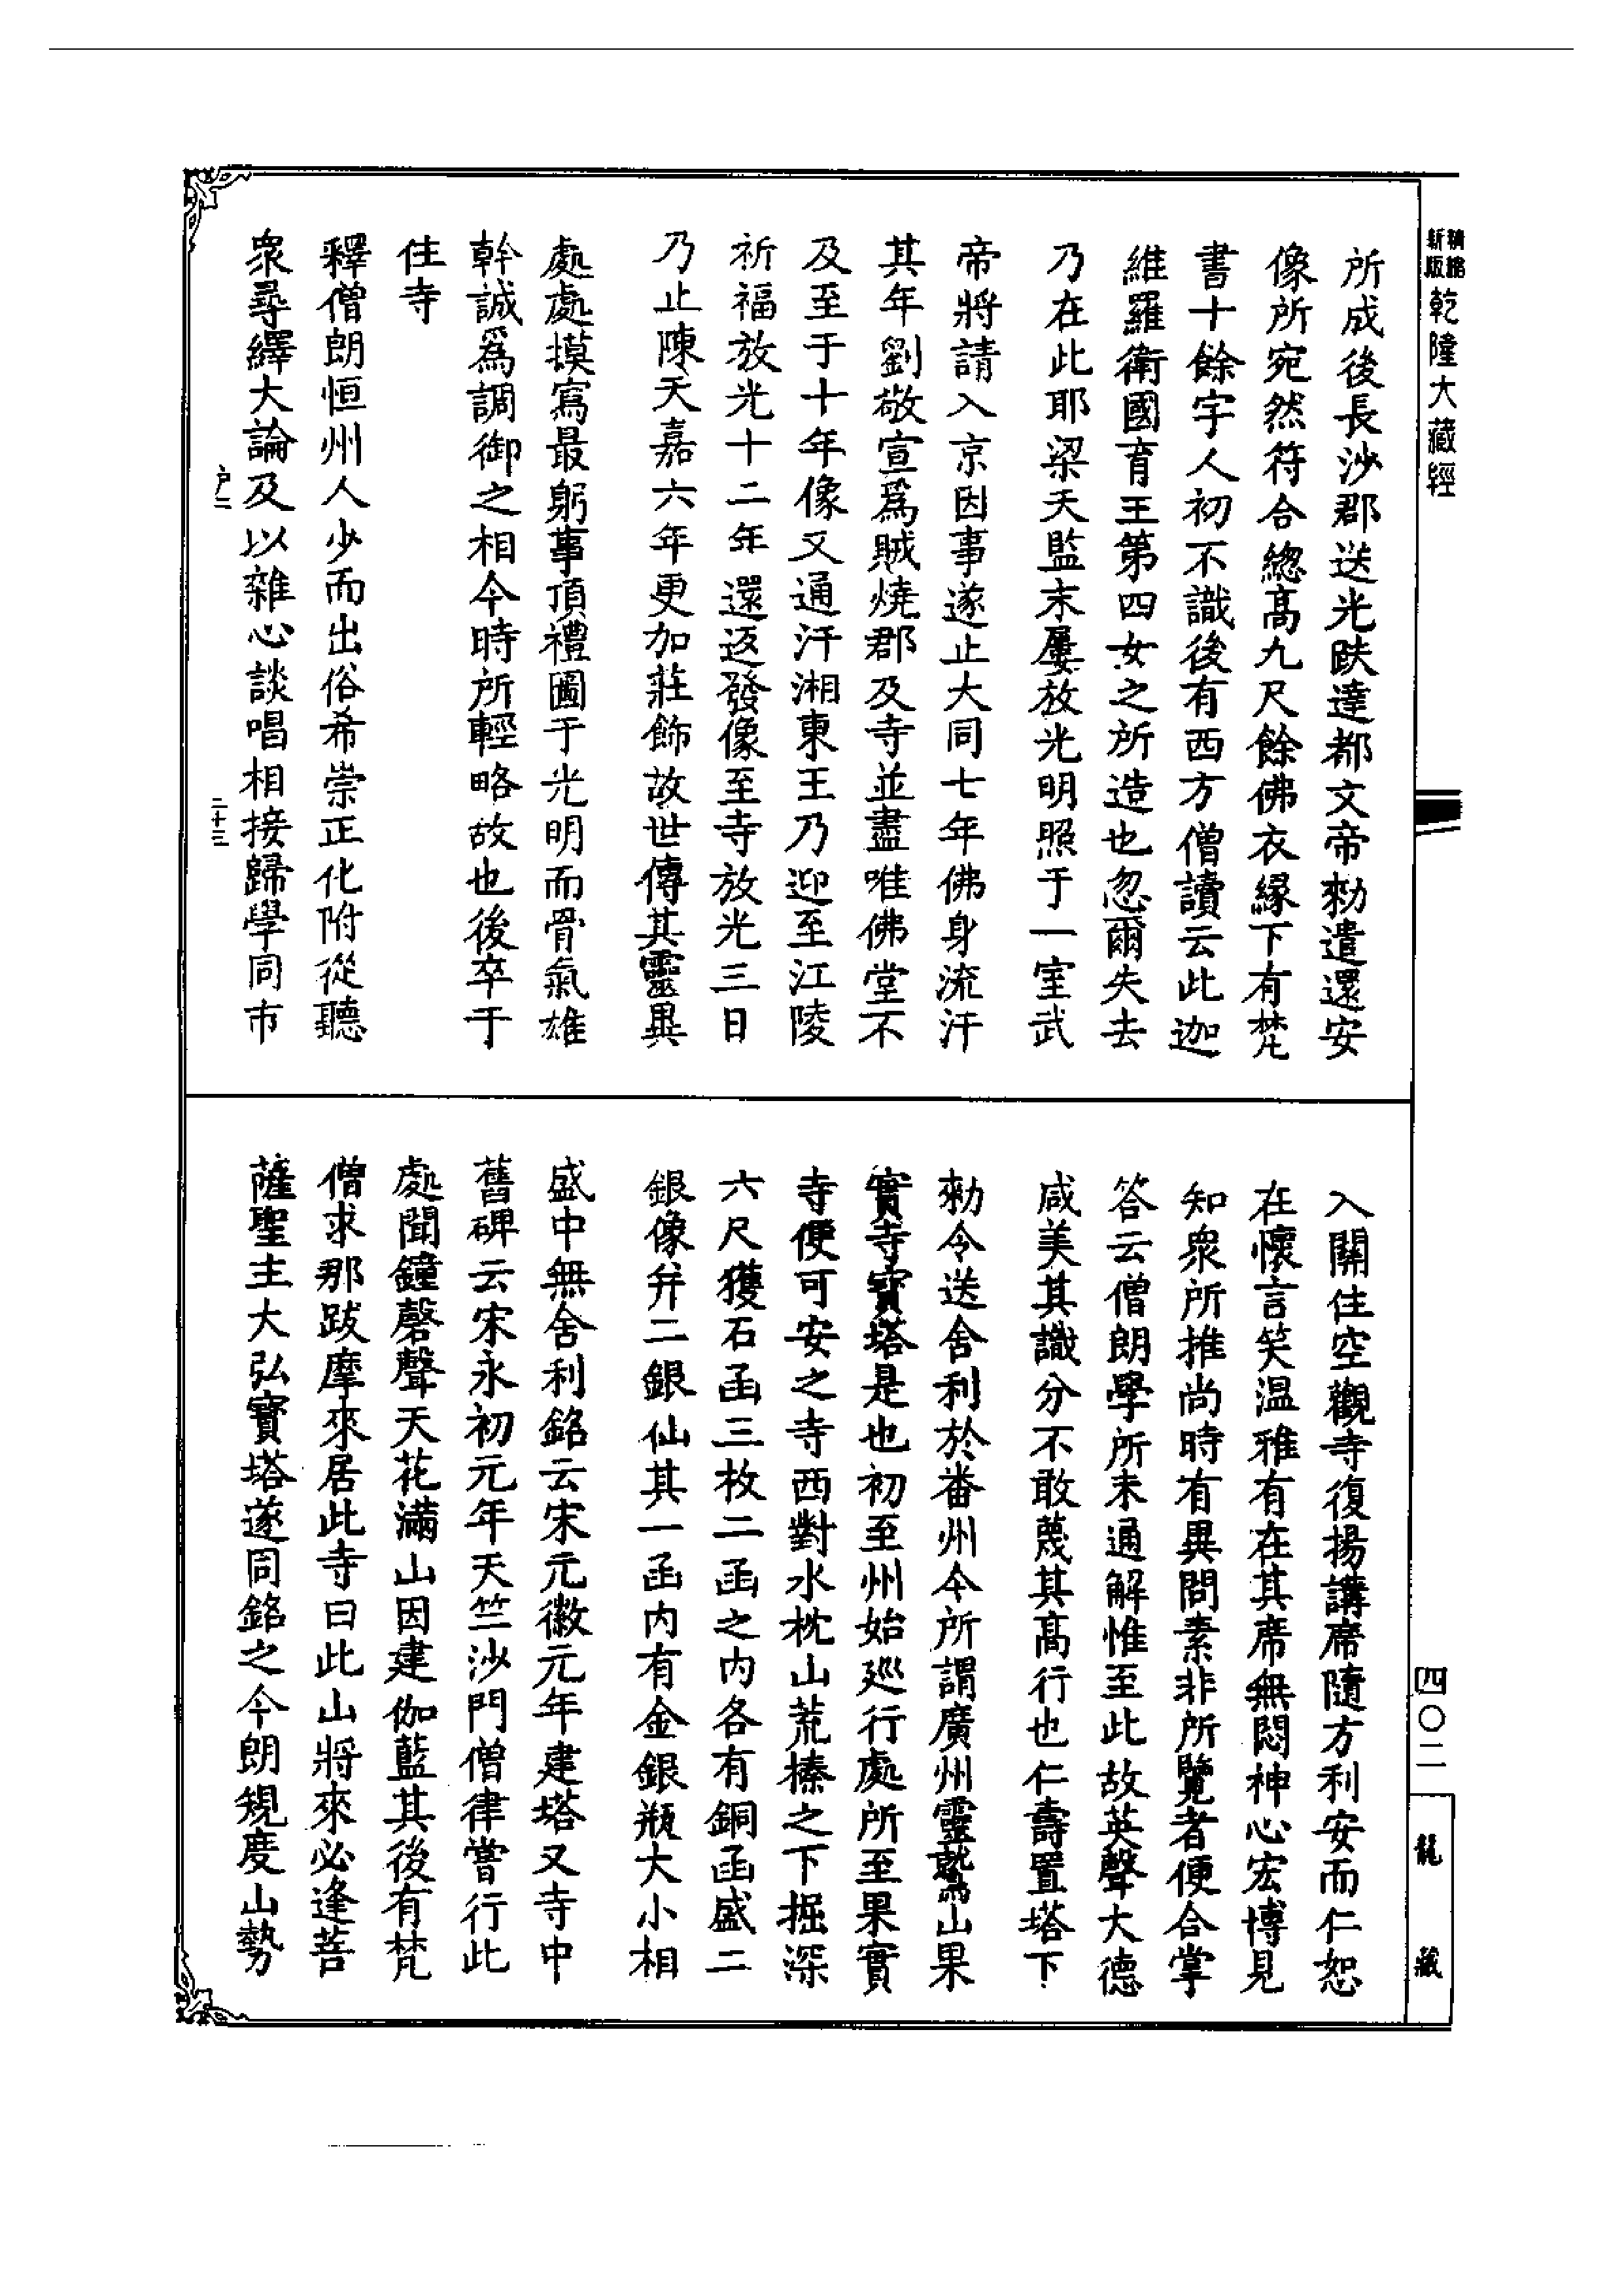 精縮新版乾隆大藏經
所成後長沙郡送光趺達都文帝勑遣還安
像所宛然符合緫髙九尺餘佛衣縁下有梵
書十餘字人初不識後有西方僧讀云此迦
維羅衛國育王第四女之所造也忽爾失去
乃在此耶梁天監末屢放光明照于一室武
帝將請入京因事遂止大同七年佛身流汗
其年劉敬宣爲賊燒郡及寺並盡唯佛堂不
及至于十年像又通汗湘東王乃迎至江陵
祈福放光十二年還返發像至寺放光三日
乃止陳天嘉六年更加莊飾故世傳其靈異
處處摸寫最躬事頂禮圖于光明而骨氣雄
幹誠爲調御之相今時所輕略故也後卒于
住寺
釋僧朗恒州人少而出俗希崇正化附從聽
衆尋繹大論及以雜心談唱相接歸學同市
二十三
入關住空觀寺復揚講席隨方利安而仁恕
在懷言笑温雅有在其席無悶神心宏博見
知衆所推尚時有異問素非所覽者便合掌
答云僧朗學所未通解惟至此故英聲大德
咸美其識分不敢蔑其髙行也仁壽置塔下
勑令送舍利於番州今所謂廣州靈鷲山果
實寺寶塔是也初至州始廵行處所至果實
寺便可安之寺西對水枕山荒榛之下掘深
六尺獲石函三枚二函之内各有銅函盛二
銀像并二銀仙其一函内有金銀瓶大小相
盛中無舍利銘云宋元徽元年建塔又寺中
舊碑云宋永初元年天竺沙門僧律嘗行此
處聞鐘磬聲天花滿山因建伽藍其後有梵
僧求那跋摩來居此寺曰此山將來必逢菩
薩聖主大弘寶塔遂同銘之今朗規度山勢
四〇二
龍藏